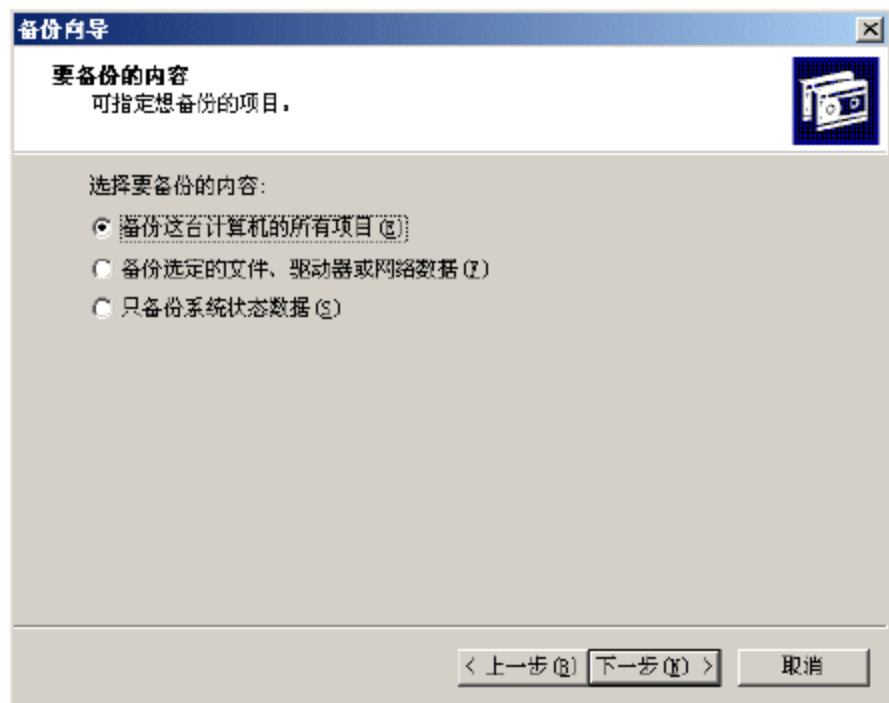 备份向导
要备份的内容
可指定想备份的项目。
选择要备份的内容:
备份这台计算机的所有项目(E)
备份选定的文件、驱动器或网络数据(F)
只备份系统状态数据(S)
< 上一步(B) 下一步(N) > 取消